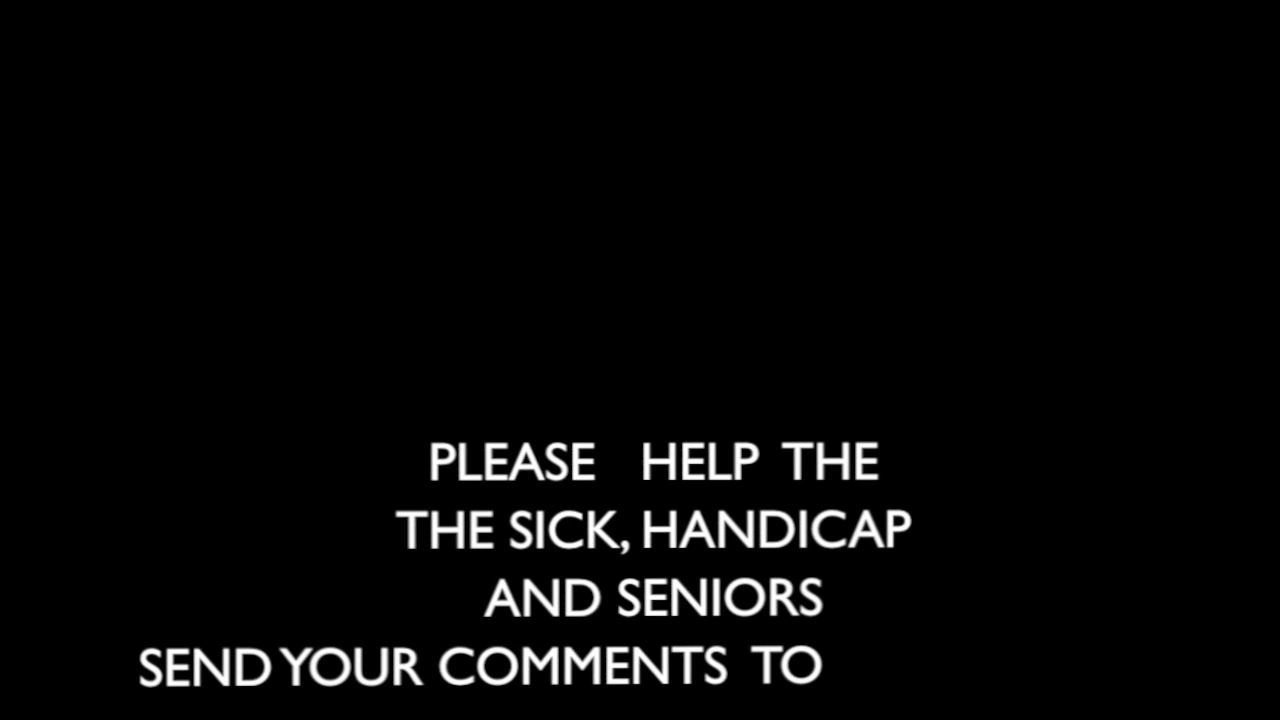 PLEASE HELP THE
THE SICK, HANDICAP
AND SENIORS
SEND YOUR COMMENTS TO